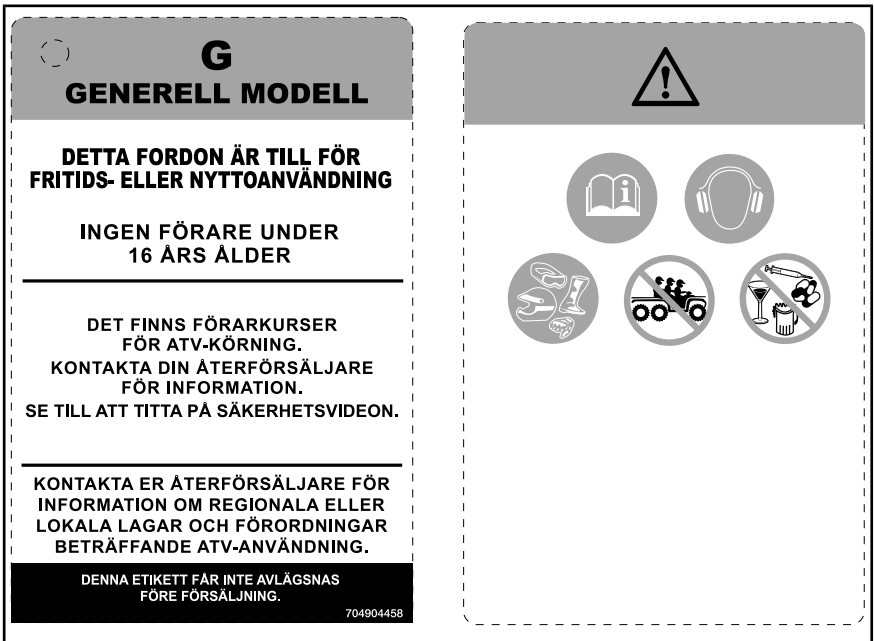 G
GENERELL MODELL
DETTA FORDON ÄR TILL FÖR
FRITIDS- ELLER NYTTOANVÄNDNING
INGEN FÖRARE UNDER
16 ÅRS ÅLDER
DET FINNS FÖRARKURSER
FÖR ATV-KÖRNING.
KONTAKTA DIN ÅTERFÖRSÄLJARE
FÖR INFORMATION.
SE TILL ATT TITTA PÅ SÄKERHETSVIDEON.
KONTAKTA ER ÅTERFÖRSÄLJARE FÖR
INFORMATION OM REGIONALA ELLER
LOKALA LAGAR OCH FÖRORDNINGAR
BETRÄFFANDE ATV-ANVÄNDNING.
DENNA ETIKETT FÅR INTE AVLÄGSNAS
FÖRE FÖRSÄLJNING.
704904458